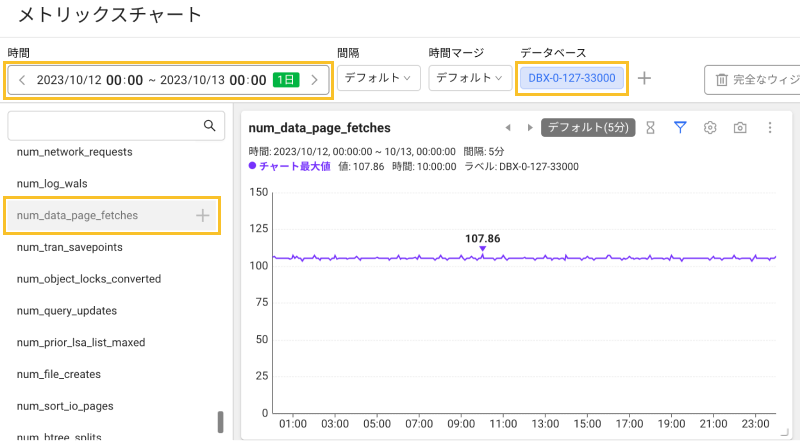 メトリックスチャート
時間 間隔 時間マージ データベース
2023/10/12 00:00 ~ 2023/10/13 00:00 1日 デフォルト デフォルト DBX-0-127-33000 完全なウィジ
num_network_requests
num_log_wals
num_data_page_fetches
num_tran_savepoints
num_object_locks_converted
num_query_updates
num_prior_lsa_list_maxed
num_file_creates
num_sort_io_pages
num_btree_splits
num_data_page_fetches デフォルト(5分)
時間: 2023/10/12, 00:00:00 ~ 10/13, 00:00:00 間隔: 5分
チャート最大値 値: 107.86 時間: 10:00:00 ラベル: DBX-0-127-33000
150
125
107.86
100
75
50
25
0
01:00 03:00 05:00 07:00 09:00 11:00 13:00 15:00 17:00 19:00 21:00 23:00